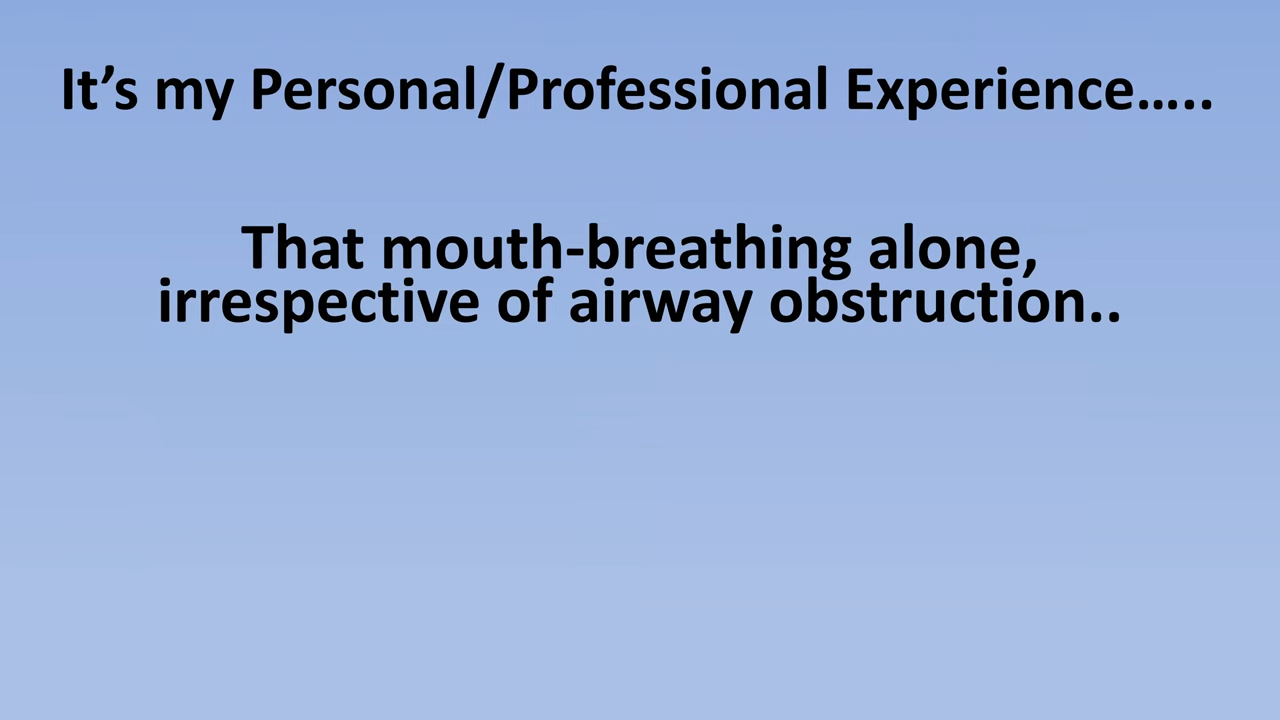 It’s my Personal/Professional Experience…..
That mouth-breathing alone,
irrespective of airway obstruction..